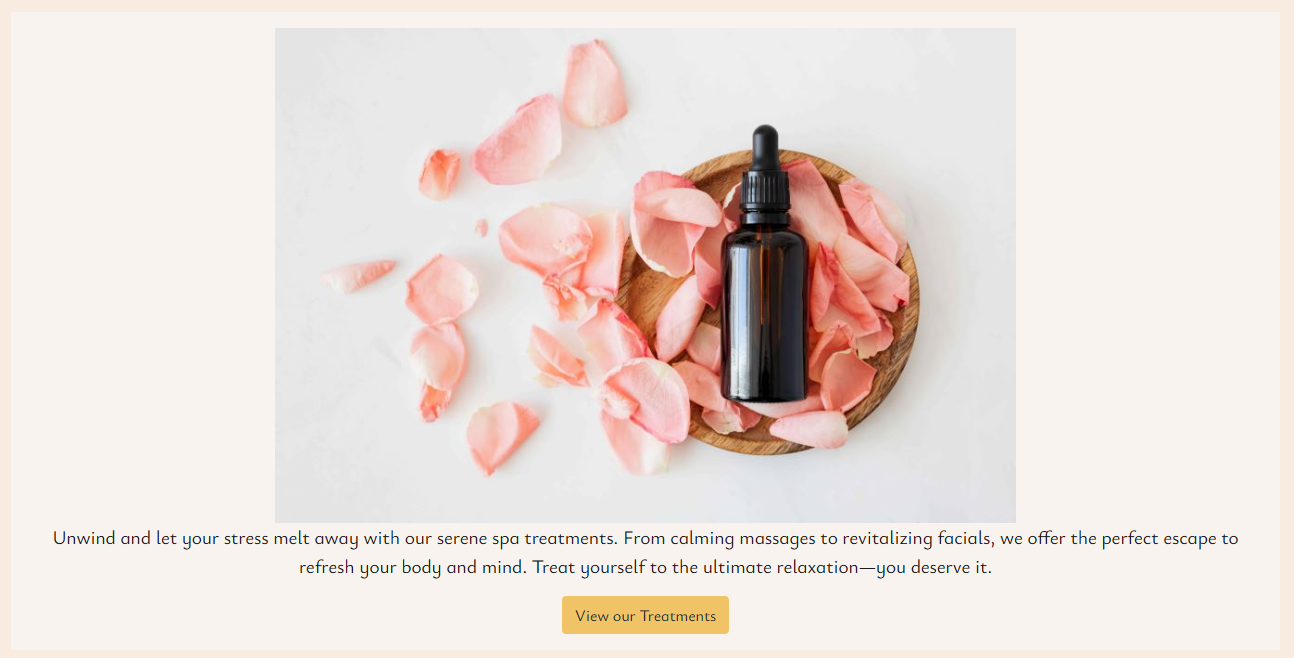 Unwind and let your stress melt away with our serene spa treatments. From calming massages to revitalizing facials, we offer the perfect escape to
refresh your body and mind. Treat yourself to the ultimate relaxation—you deserve it.
View our Treatments